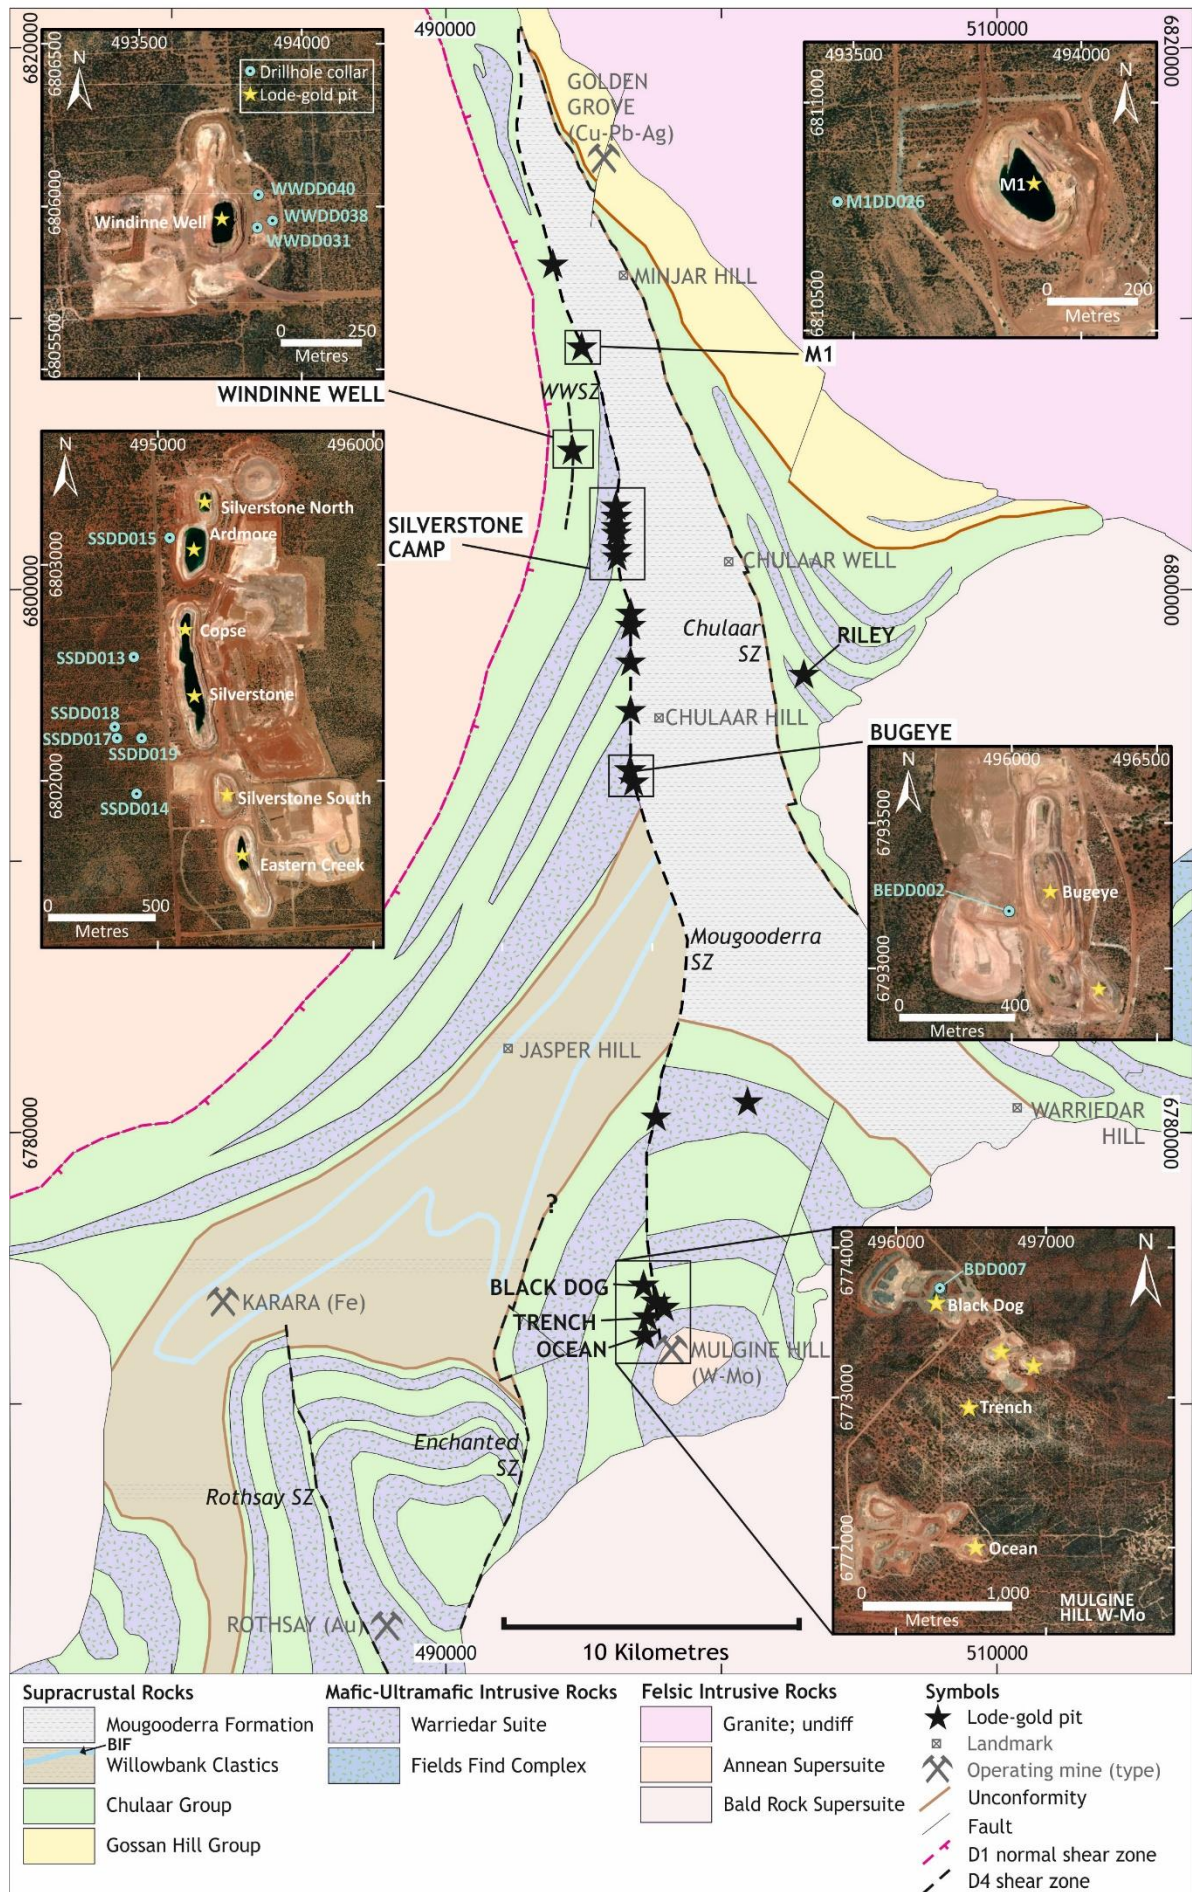 490000
510000
6820000
6820000
493500
494000
6806500
N
Drillhole collar
Lode-gold pit
WWDD040
6806000
Windinne Well
WWDD038
WWDD031
6805500
0
250
Metres
GOLDEN
GROVE
(Cu-Pb-Ag)
493500
494000
6811000
N
M1
M1DD026
6810500
0
200
Metres
MINJAR HILL
M1
WINDINNE WELL
WWSZ
495000
496000
N
Silverstone North
Ardmore
SSDD015
6803000
Copse
SSDD013
Silverstone
SSDD018
SSDD017
SSDD019
6802000
Silverstone South
SSDD014
Eastern Creek
0
500
Metres
SILVERSTONE
CAMP
CHULAAR WELL
6800000
6800000
Chulaar
SZ
RILEY
CHULAAR HILL
BUGEYE
496000
496500
N
6793500
BEDD002
Bugeye
6793000
0
400
Metres
Mougooderra
SZ
JASPER HILL
6780000
WARRIEDAR
HILL
6780000
?
KARARA (Fe)
BLACK DOG
TRENCH
OCEAN
MULGINE HILL
(W-Mo)
496000
497000
6774000
N
BDD007
Black Dog
6773000
Trench
6772000
Ocean
0
1,000
Metres
MULGINE
HILL W-Mo
Enchanted
SZ
Rothsay SZ
ROTHSAY (Au)
10 Kilometres
490000
510000
Supracrustal Rocks
Mougooderra Formation
BIF
Willowbank Clastics
Chulaar Group
Gossan Hill Group
Mafic-Ultramafic Intrusive Rocks
Warriedar Suite
Fields Find Complex
Felsic Intrusive Rocks
Granite; undiff
Annean Supersuite
Bald Rock Supersuite
Symbols
Lode-gold pit
Landmark
Operating mine (type)
Unconformity
Fault
D1 normal shear zone
D4 shear zone